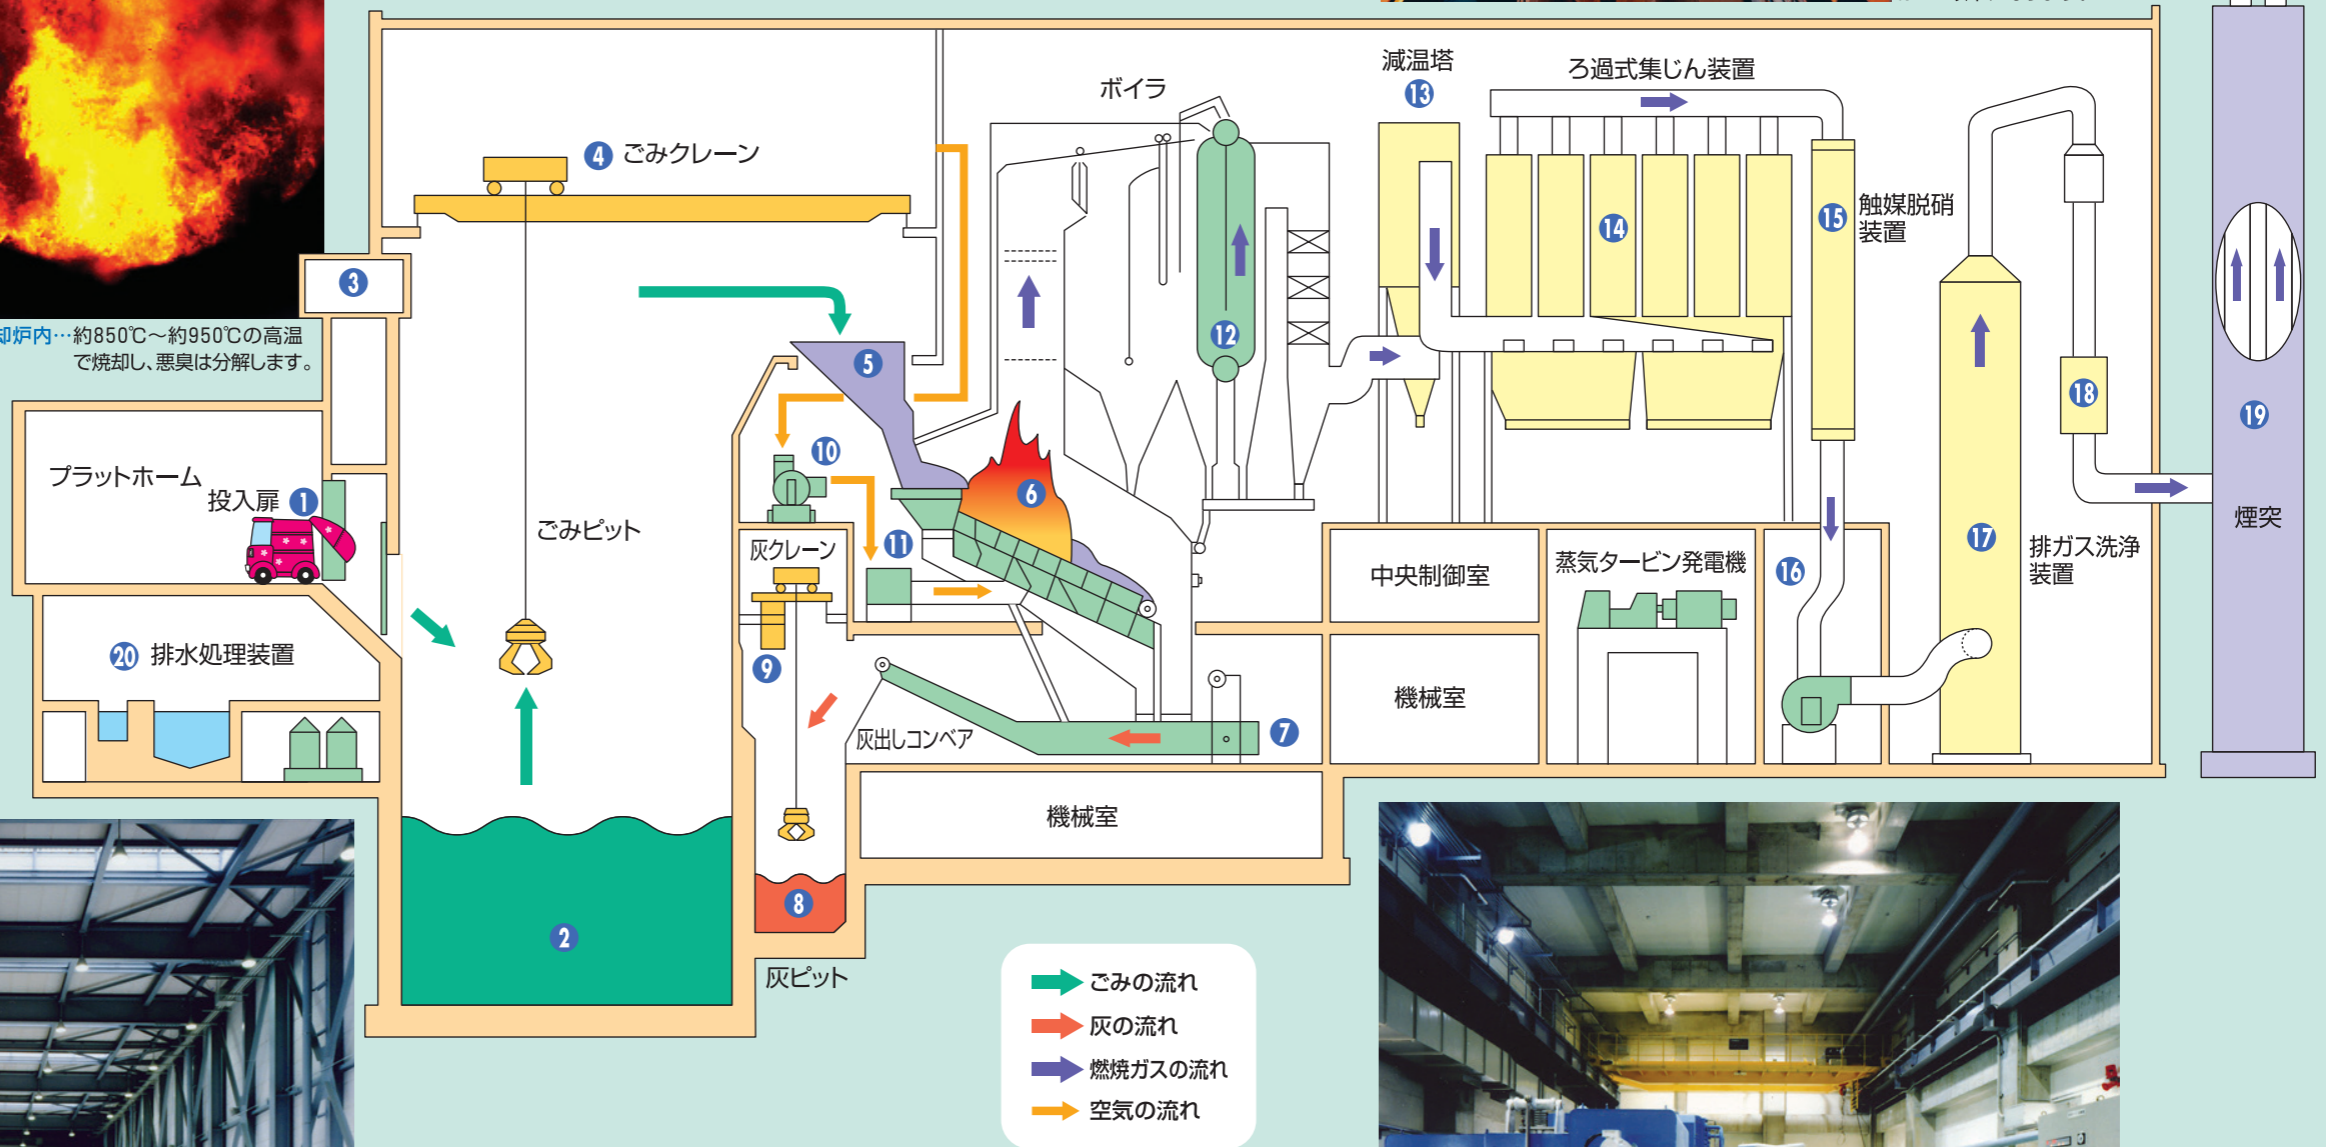 却炉内…約850℃〜約950℃の高温
で焼却し、悪臭は分解します。
ボイラ
減温塔
13
ろ過式集じん装置
4 ごみクレーン
3
14
15
触媒脱硝
装置
12
5
18
19
煙突
プラットホーム
投入扉 1
ごみピット
10
6
11
灰クレーン
中央制御室
蒸気タービン発電機
16
17
排ガス洗浄
装置
20 排水処理装置
9
機械室
灰出しコンベア
7
機械室
8
2
灰ピット
ごみの流れ
灰の流れ
燃焼ガスの流れ
空気の流れ